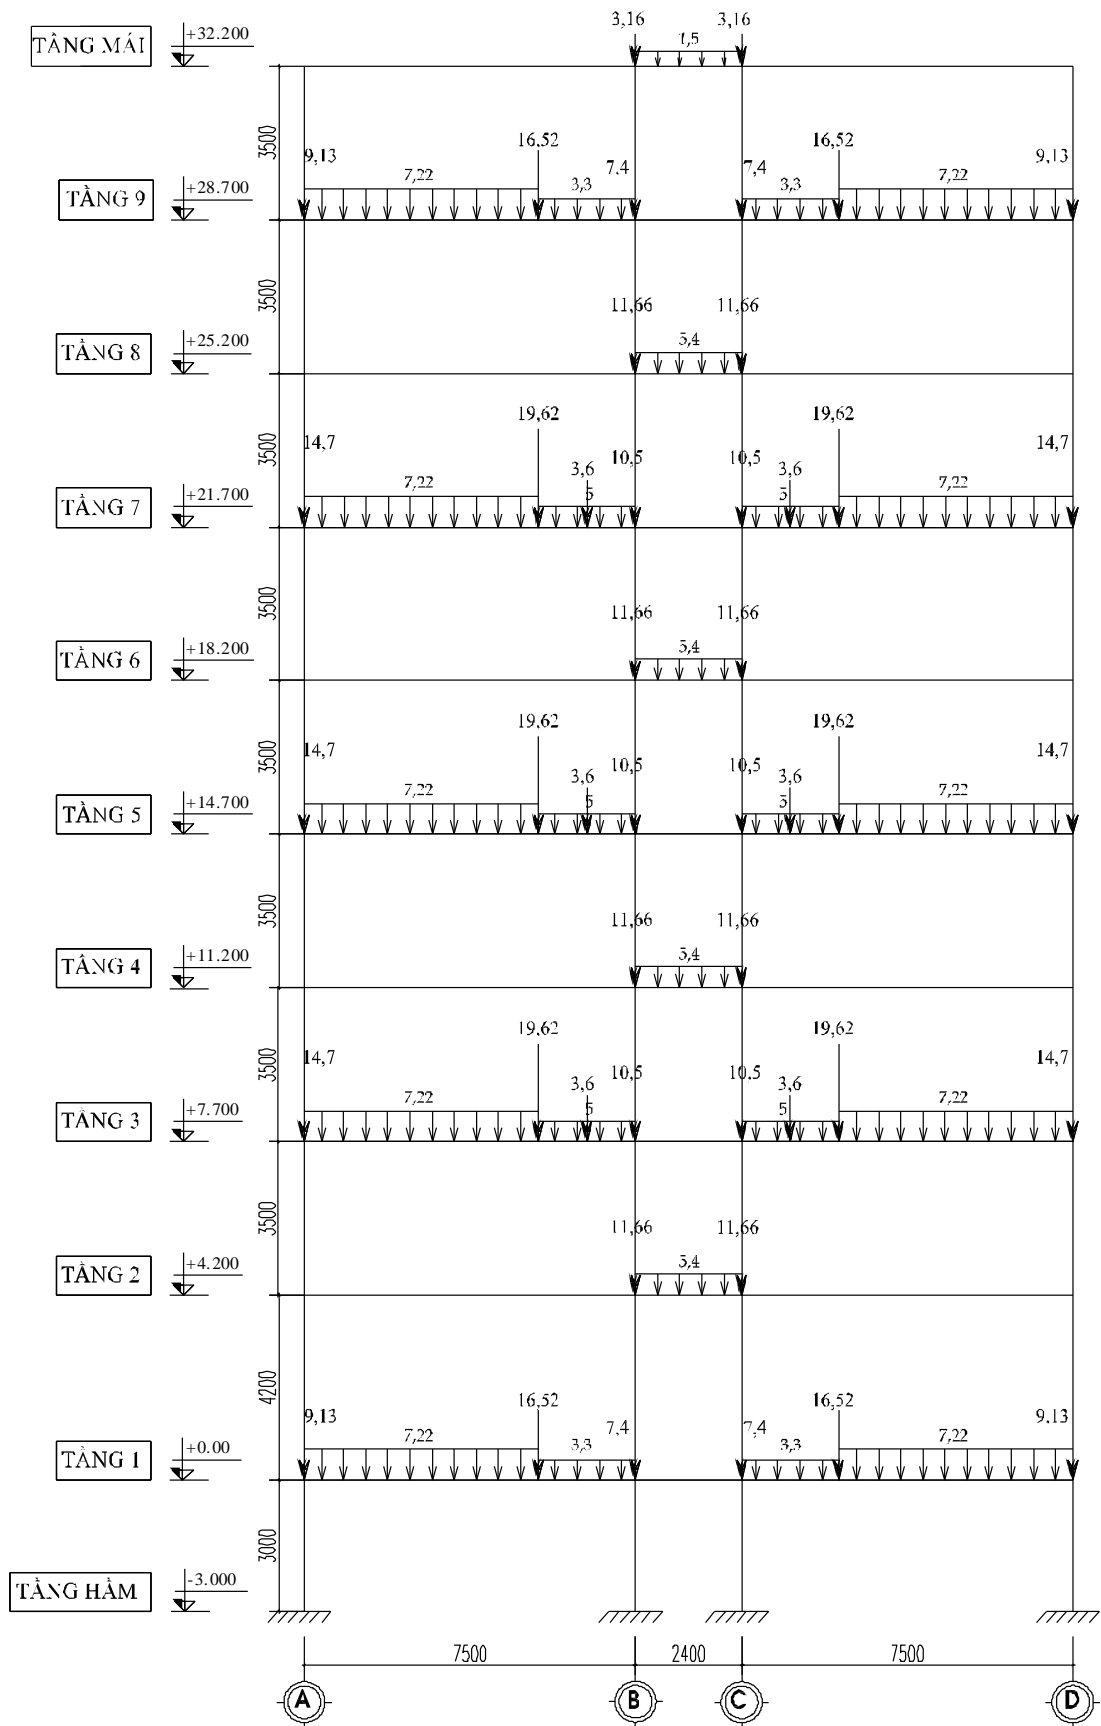 TẦNG MÁI +32.200 3,16 3,16
1,5
3500
9,13 16,52 7,4 7,4 16,52 9,13
7,22 3,3 3,3 7,22
TẦNG 9 +28.700
3500
11,66 11,66
5,4
TẦNG 8 +25.200
3500
14,7 19,62 10,5 10,5 19,62 14,7
3,6 3,6
7,22 5 5 7,22
TẦNG 7 +21.700
3500
11,66 11,66
5,4
TẦNG 6 +18.200
3500
14,7 19,62 10,5 10,5 19,62 14,7
3,6 3,6
7,22 5 5 7,22
TẦNG 5 +14.700
3500
11,66 11,66
5,4
TẦNG 4 +11.200
3500
14,7 19,62 10,5 10,5 19,62 14,7
3,6 3,6
7,22 5 5 7,22
TẦNG 3 +7.700
3500
11,66 11,66
5,4
TẦNG 2 +4.200
4200
9,13 16,52 7,4 7,4 16,52 9,13
7,22 3,3 3,3 7,22
TẦNG 1 +0.00
3000
TẦNG HẦM -3.000
7500 2400 7500
A B C D